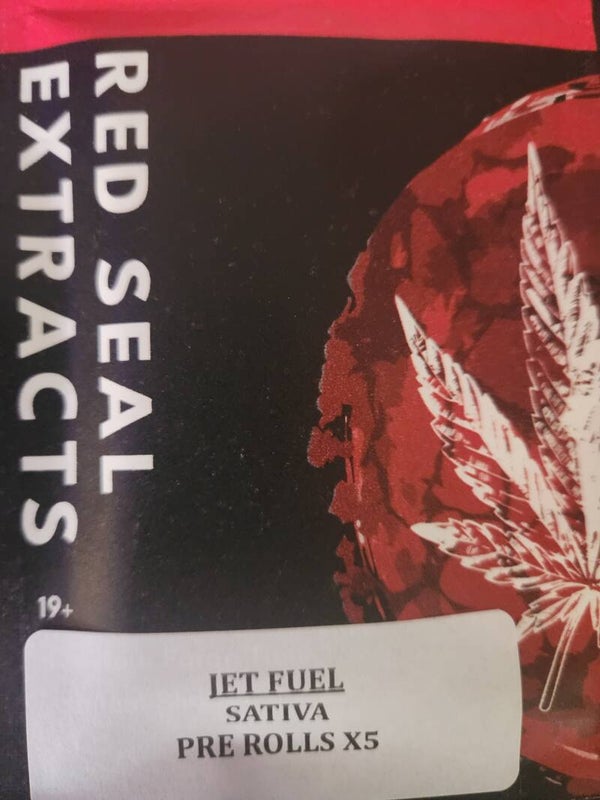 RED SEAL
EXTRACTS
19+
JET FUEL
SATIVA
PRE ROLLS X5